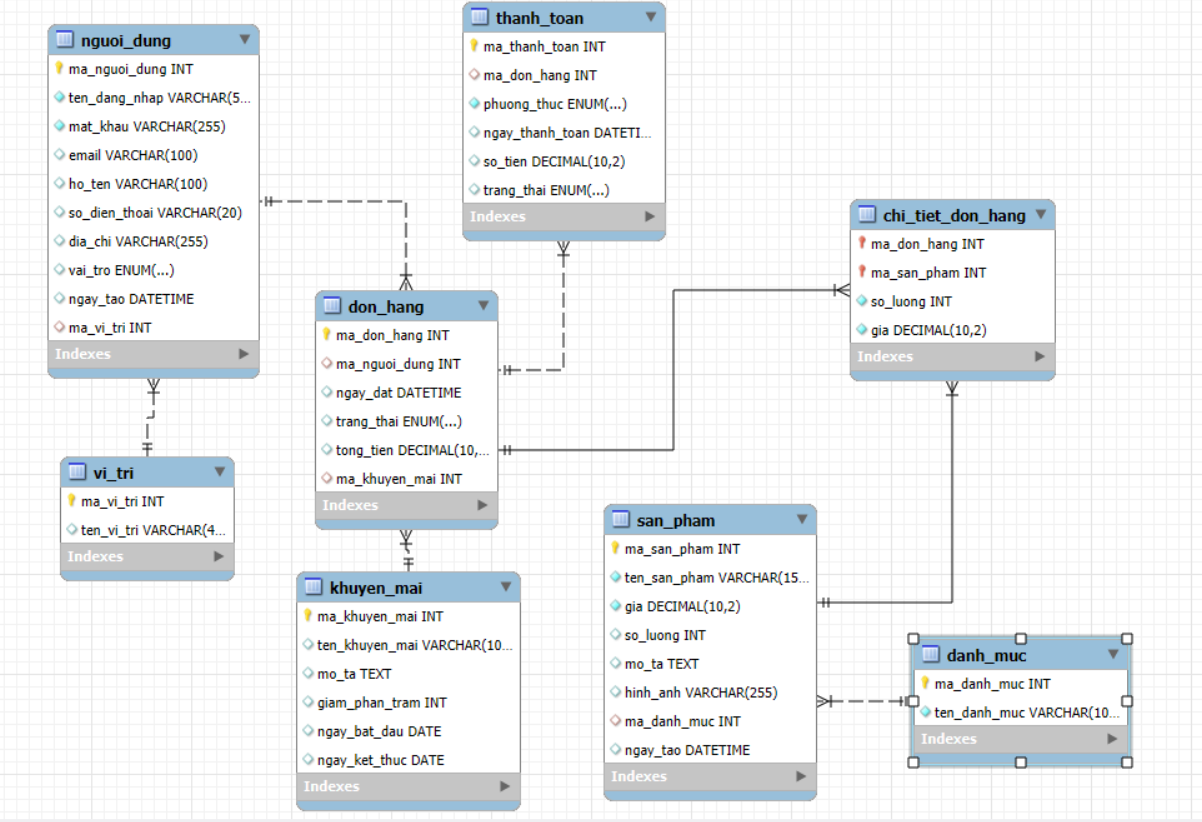 nguoi_dung
ma_nguoi_dung INT
ten_dang_nhap VARCHAR(5...
mat_khau VARCHAR(255)
email VARCHAR(100)
ho_ten VARCHAR(100)
so_dien_thoai VARCHAR(20)
dia_chi VARCHAR(255)
vai_tro ENUM(...)
ngay_tao DATETIME
ma_vi_tri INT
Indexes
thanh_toan
ma_thanh_toan INT
ma_don_hang INT
phuong_thuc ENUM(...)
ngay_thanh_toan DATETI...
so_tien DECIMAL(10,2)
trang_thai ENUM(...)
Indexes
chi_tiet_don_hang
ma_don_hang INT
ma_san_pham INT
so_luong INT
gia DECIMAL(10,2)
Indexes
don_hang
ma_don_hang INT
ma_nguoi_dung INT
ngay_dat DATETIME
trang_thai ENUM(...)
tong_tien DECIMAL(10,...
ma_khuyen_mai INT
Indexes
vi_tri
ma_vi_tri INT
ten_vi_tri VARCHAR(4...
Indexes
khuyen_mai
ma_khuyen_mai INT
ten_khuyen_mai VARCHAR(10...
mo_ta TEXT
giam_phan_tram INT
ngay_bat_dau DATE
ngay_ket_thuc DATE
Indexes
san_pham
ma_san_pham INT
ten_san_pham VARCHAR(15...
gia DECIMAL(10,2)
so_luong INT
mo_ta TEXT
hinh_anh VARCHAR(255)
ma_danh_muc INT
ngay_tao DATETIME
Indexes
danh_muc
ma_danh_muc INT
ten_danh_muc VARCHAR(10...
Indexes